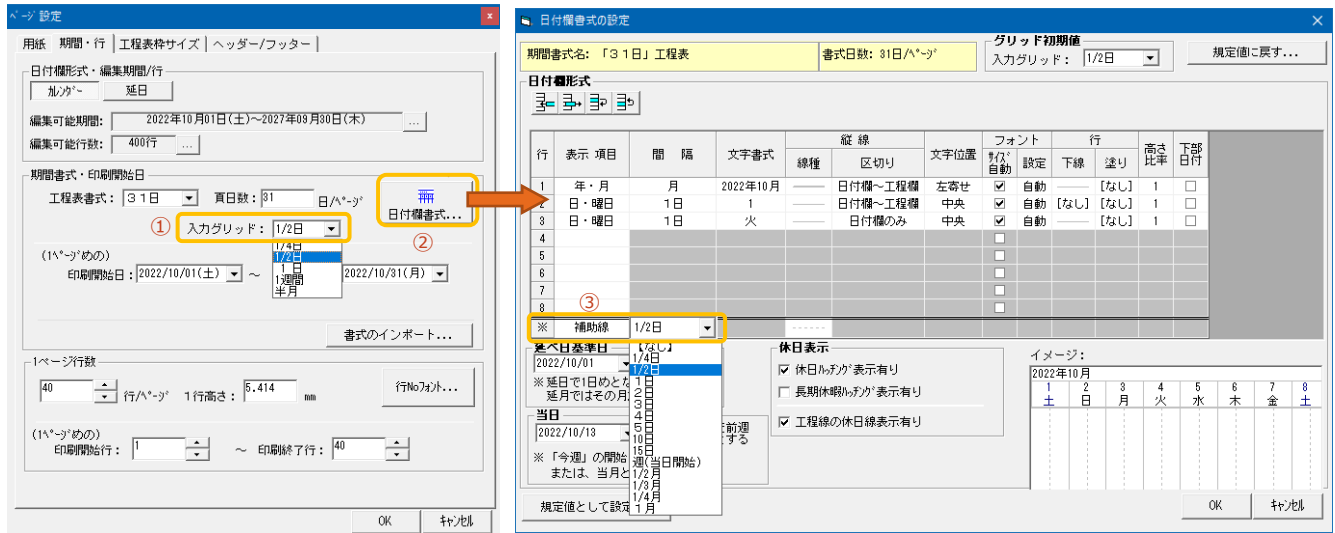 ﾍﾟｰｼﾞ 設定
用紙 期間・行 工程表枠サイズ ヘッダー/フッター
日付欄形式・編集期間/行
ｶﾚﾝﾀﾞｰ 延日
編集可能期間: 2022年10月01日(土)～2027年09月30日(木) ...
編集可能行数: 400行 ...
期間書式・印刷開始日
工程表書式: ３１日 頁日数: 31 日/ﾍﾟｰｼﾞ
日付欄書式...
① 入力グリッド: 1/2日
②
1/4日
1/2日
1 日
1週間
半月
(1ﾍﾟｰｼﾞめの)
印刷開始日: 2022/10/01(土) ～ 2022/10/31(月)
書式のインポート...
1ページ行数
40 行/ﾍﾟｰｼﾞ 1行高さ: 5.414 mm 行Noﾌｫﾝﾄ...
(1ﾍﾟｰｼﾞめの)
印刷開始行: 1 ～ 印刷終了行: 40
OK ｷｬﾝｾﾙ
日付欄書式の設定
期間書式名: 「３１日」工程表 書式日数: 31日/ﾍﾟｰｼﾞ
グリッド初期値
入力グリッド: 1/2日
規定値に戻す...
日付欄形式
行 表示 項目 間 隔 文字書式 縦 線 文字位置 フォント 行 高さ比率 下部日付
線種 区切り ｻｲｽﾞ自動 設定 下線 塗り
1 年・月 月 2022年10月 日付欄～工程欄 左寄せ 自動 [なし] 1
2 日・曜日 1日 1 日付欄～工程欄 中央 自動 [なし] [なし] 1
3 日・曜日 1日 火 日付欄のみ 中央 自動 [なし] 1
4
5
6
7
8
③
※ 補助線 1/2日
【なし】
1/4日
1/2日
1日
2日
3日
4日
5日
10日
15日
週(当日開始)
1/2月
1/3月
1/4月
1月
延べ日基準日
2022/10/01
※延日で1日めとな
延月ではその月
当日
2022/10/13
前週
とする
※「今週」の開始
または、当月と
規定値として設定
休日表示
休日ﾊｯﾁﾝｸﾞ表示有り
長期休暇ﾊｯﾁﾝｸﾞ表示有り
工程線の休日線表示有り
イメージ:
2022年10月
1 2 3 4 5 6 7 8
土 日 月 火 水 木 金 土
OK ｷｬﾝｾﾙ